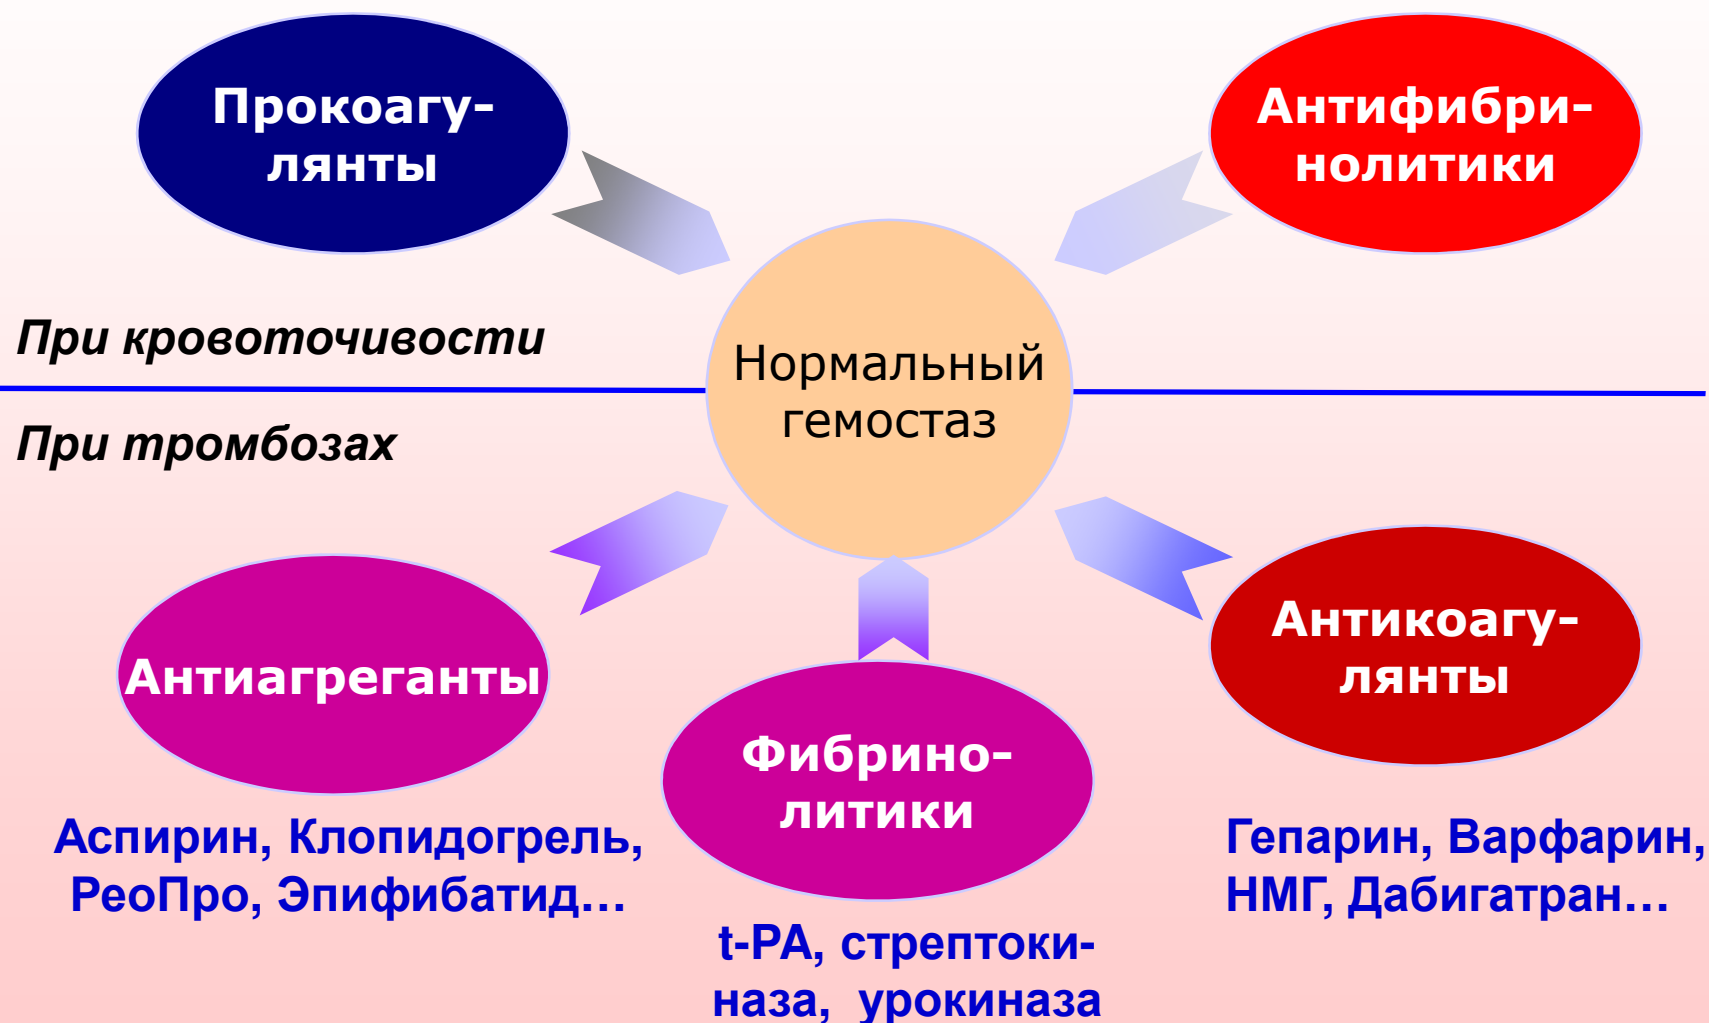 Прокоагу-
лянты
Антифибри-
нолитики
При кровоточивости
Нормальный
гемостаз
При тромбозах
Антиагреганты
Фибрино-
литики
Антикоагу-
лянты
Аспирин, Клопидогрель,
РеоПро, Эпифибатид...
t-PA, стрептоки-
наза, урокиназа
Гепарин, Варфарин,
НМГ, Дабигатран...